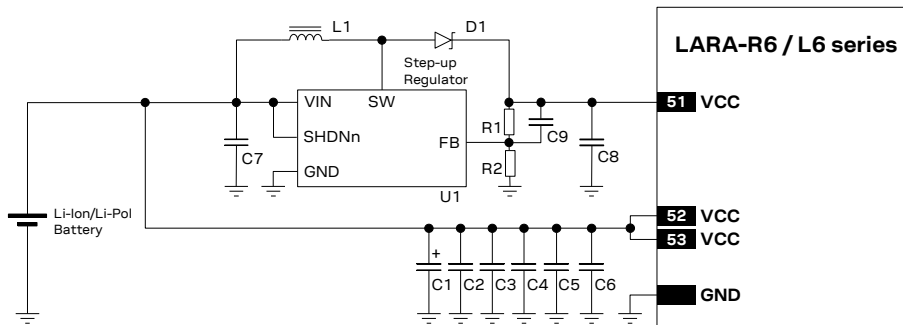 L1
D1
LARA-R6 / L6 series
Step-up
Regulator
VIN
SW
51 VCC
R1
C9
SHDNn
FB
C7
C8
R2
GND
U1
Li-Ion/Li-Pol
Battery
52 VCC
53 VCC
+
C1
C2
C3
C4
C5
C6
GND